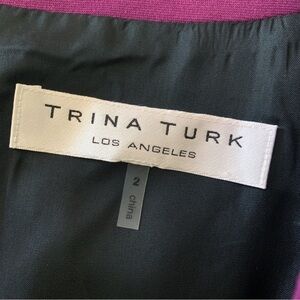 TRINA TURK
LOS ANGELES
2 china